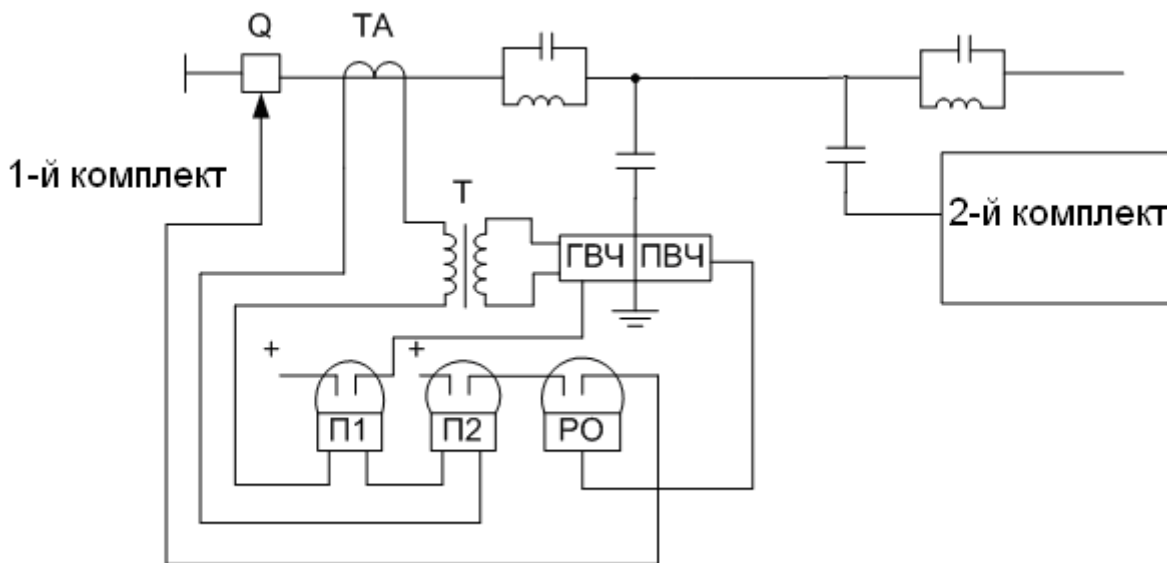 Q TA
1-й комплект
T
2-й комплект
ГВЧ ПВЧ
+ +
П1 П2 РО